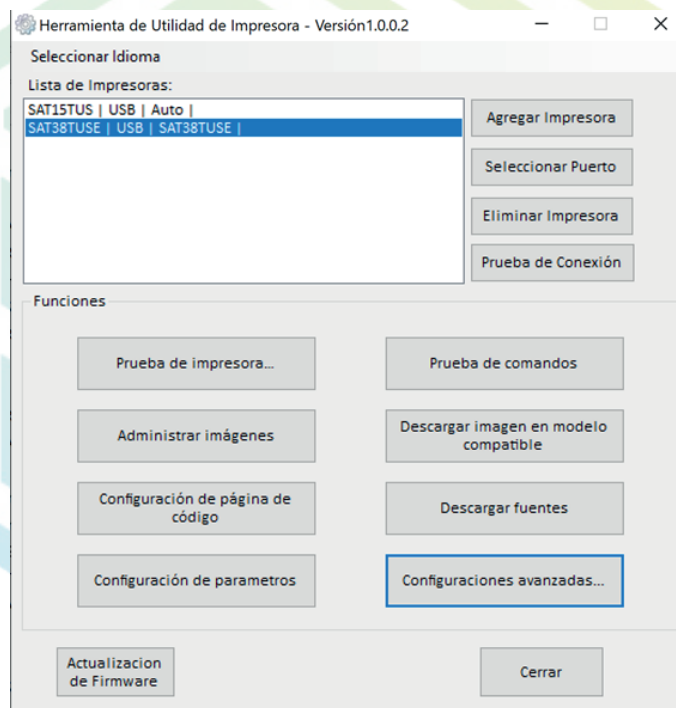 Herramienta de Utilidad de Impresora - Versión1.0.0.2
Seleccionar Idioma
Lista de Impresoras:
SAT15TUS | USB | Auto |
SAT38TUSE | USB | SAT38TUSE |
Agregar Impresora
Seleccionar Puerto
Eliminar Impresora
Prueba de Conexión
Funciones
Prueba de impresora...
Prueba de comandos
Administrar imágenes
Descargar imagen en modelo
compatible
Configuración de página de
código
Descargar fuentes
Configuración de parametros
Configuraciones avanzadas...
Actualizacion
de Firmware
Cerrar